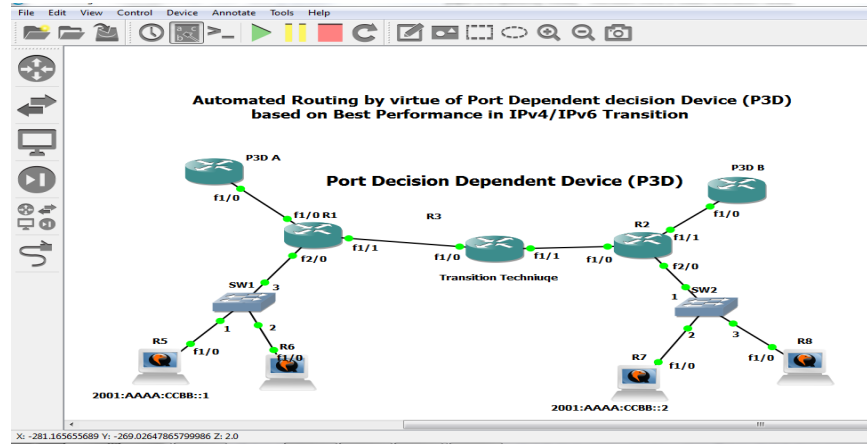 File Edit View Control Device Annotate Tools Help
Automated Routing by virtue of Port Dependent decision Device (P3D)
based on Best Performance in IPv4/IPv6 Transition
P3D A
P3D B
Port Decision Dependent Device (P3D)
f1/0
f1/0
f1/0 R1
R3
R2
f1/1
f1/1
f1/0
f1/1
f1/0
f2/0
f2/0
Transition Techniuqe
SW1
3
1
SW2
1
2
2
3
R5
R6
R7
R8
f1/0
f1/0
f1/0
f1/0
2001:AAAA:CCBB::1
2001:AAAA:CCBB::2
X: -281.165655689 Y: -269.02647865799986 Z: 2.0